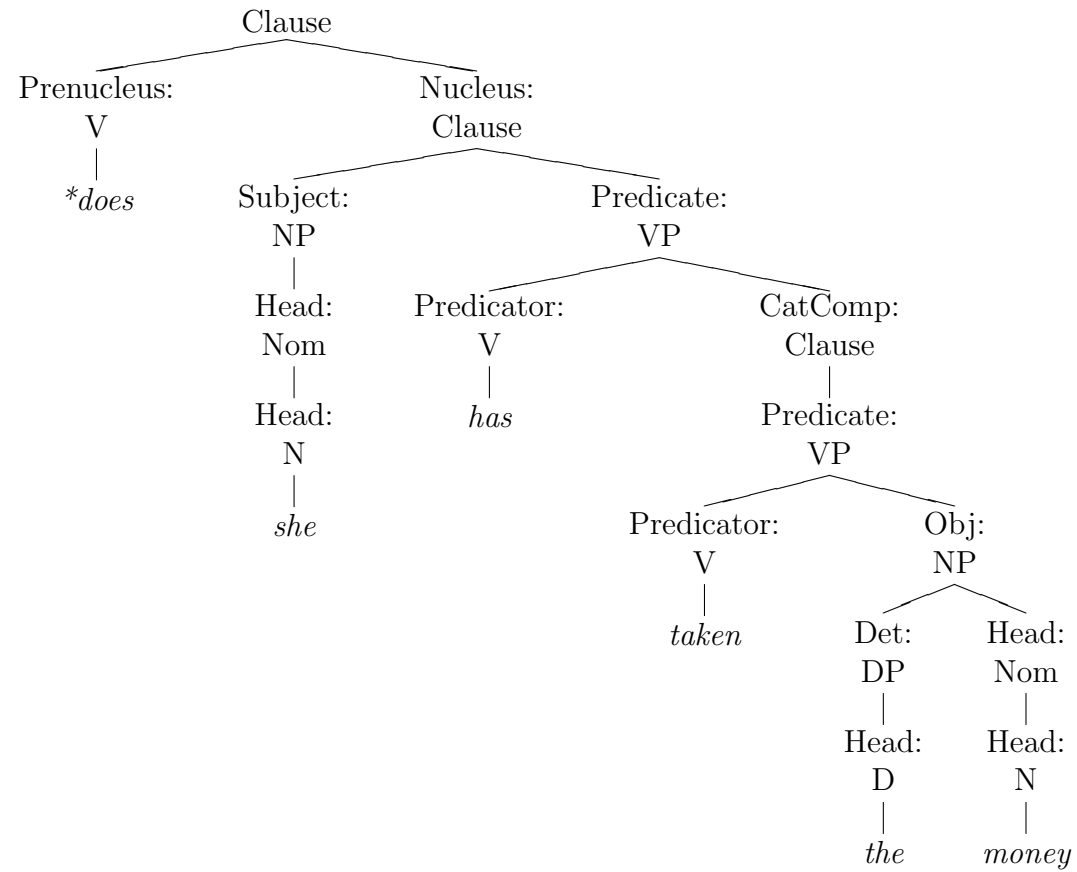 Clause
Prenucleus: Nucleus:
V Clause
*does Subject: Predicate:
NP VP
Head: Predicator: CatComp:
Nom V Clause
Head: has Predicate:
N VP
she Predicator: Obj:
V NP
taken Det: Head:
DP Nom
Head: Head:
D N
the money